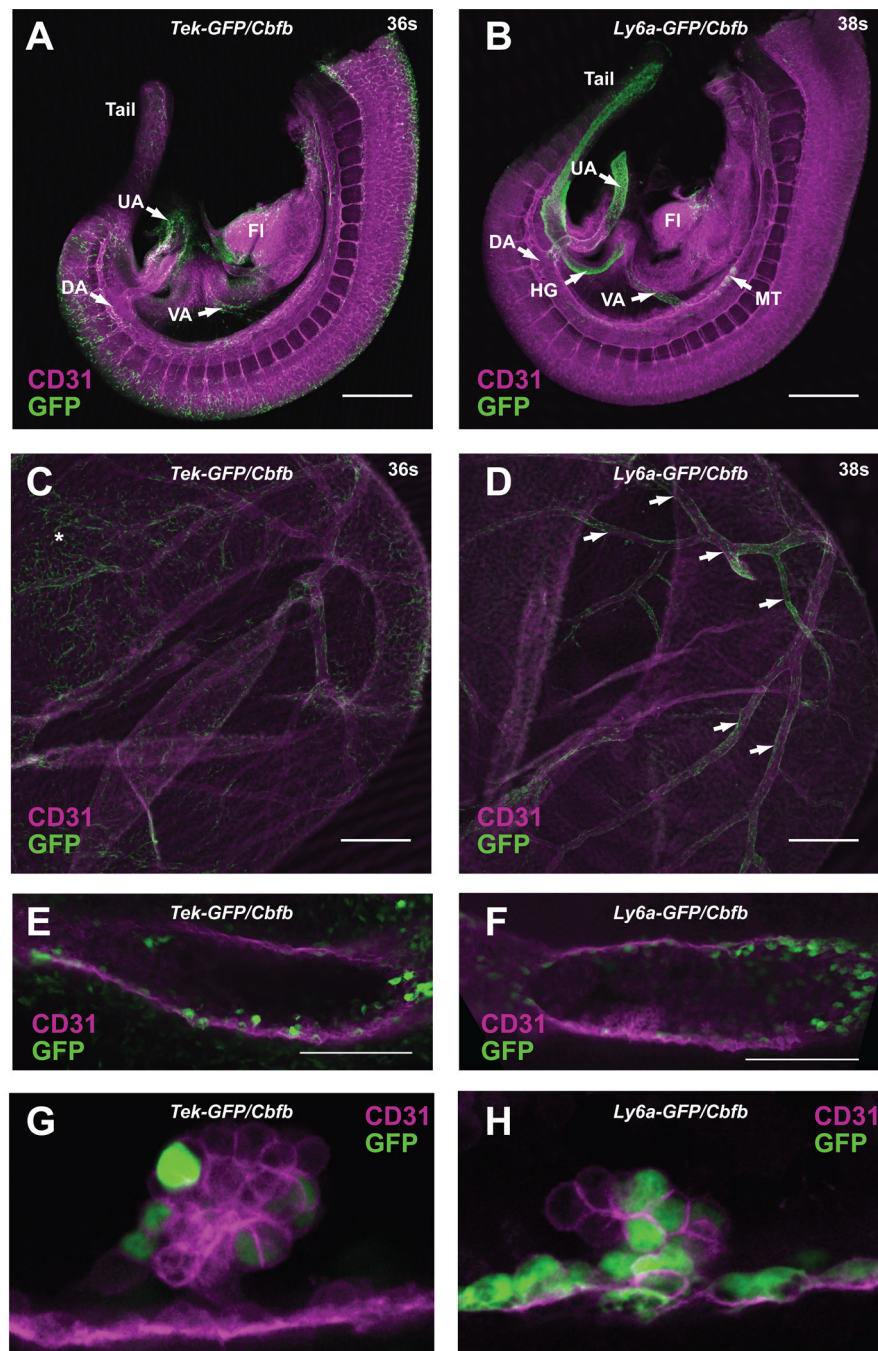 A
Tek-GFP/Cbfb
36s
Tail
UA
Fl
DA
VA
CD31
GFP
B
Ly6a-GFP/Cbfb
38s
Tail
UA
Fl
DA
HG
VA
MT
CD31
GFP
C
Tek-GFP/Cbfb
36s
*
CD31
GFP
D
Ly6a-GFP/Cbfb
38s
CD31
GFP
E
Tek-GFP/Cbfb
CD31
GFP
F
Ly6a-GFP/Cbfb
CD31
GFP
G
Tek-GFP/Cbfb
CD31
GFP
H
Ly6a-GFP/Cbfb
CD31
GFP